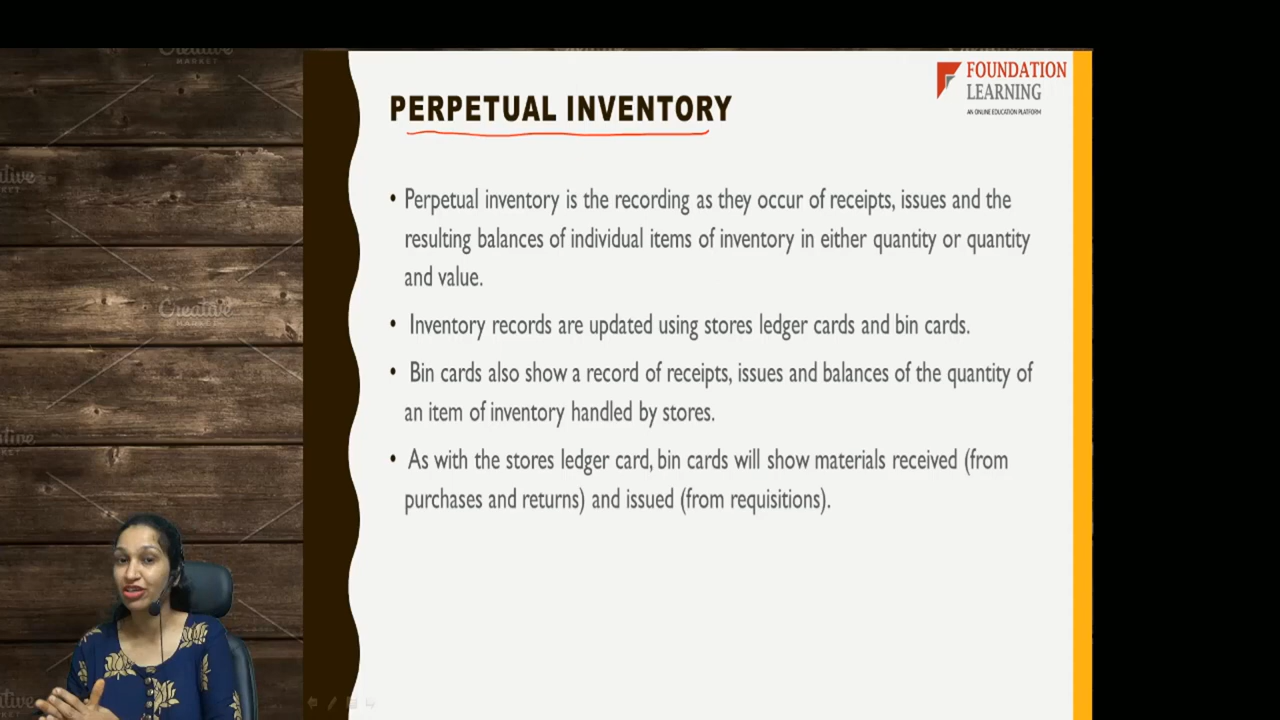 Creative
MARKET
FOUNDATION
LEARNING
AN ONLINE EDUCATION PLATFORM
PERPETUAL INVENTORY
• Perpetual inventory is the recording as they occur of receipts, issues and the
resulting balances of individual items of inventory in either quantity or quantity
and value.
• Inventory records are updated using stores ledger cards and bin cards.
• Bin cards also show a record of receipts, issues and balances of the quantity of
an item of inventory handled by stores.
• As with the stores ledger card, bin cards will show materials received (from
purchases and returns) and issued (from requisitions).
Creative
MARKET